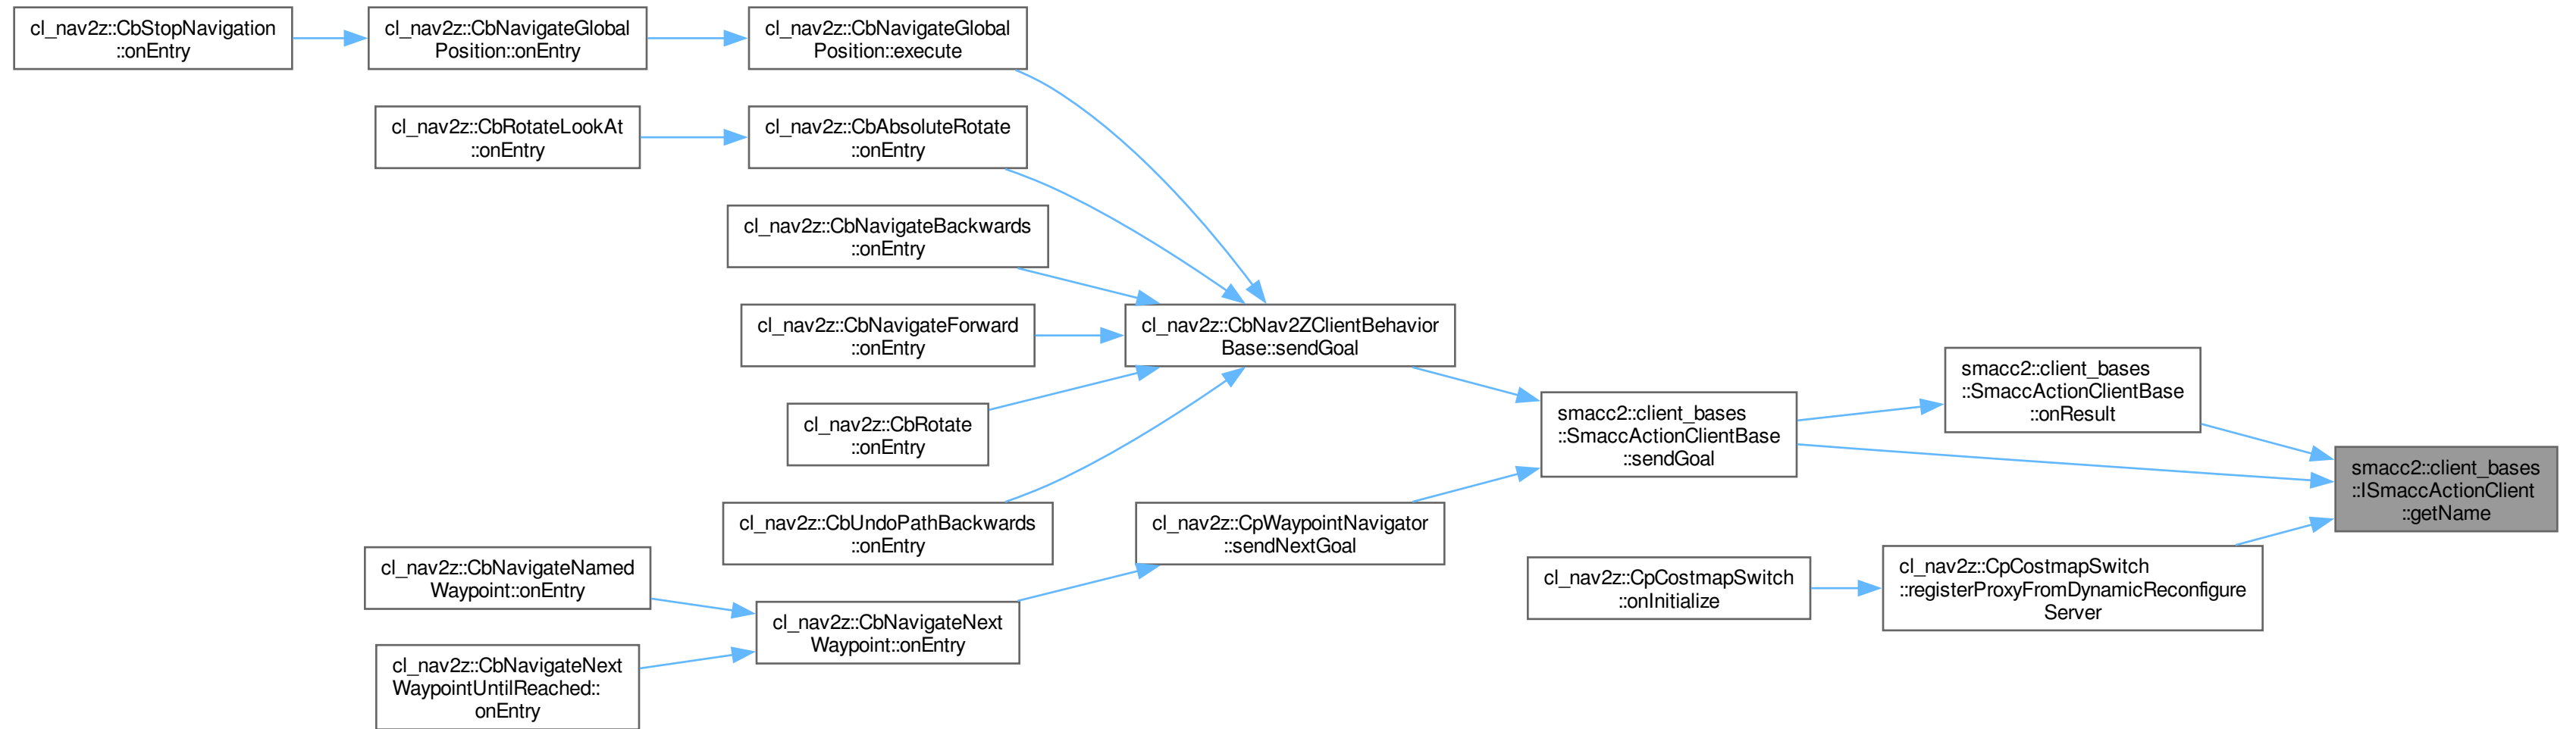 cl_nav2z::CbStopNavigation
::onEntry
cl_nav2z::CbNavigateGlobal
Position::onEntry
cl_nav2z::CbNavigateGlobal
Position::execute
cl_nav2z::CbRotateLookAt
::onEntry
cl_nav2z::CbAbsoluteRotate
::onEntry
cl_nav2z::CbNavigateBackwards
::onEntry
cl_nav2z::CbNavigateForward
::onEntry
cl_nav2z::CbNav2ZClientBehavior
Base::sendGoal
cl_nav2z::CbRotate
::onEntry
smacc2::client_bases
::SmaccActionClientBase
::sendGoal
smacc2::client_bases
::SmaccActionClientBase
::onResult
smacc2::client_bases
::ISmaccActionClient
::getName
cl_nav2z::CbUndoPathBackwards
::onEntry
cl_nav2z::CpWaypointNavigator
::sendNextGoal
cl_nav2z::CbNavigateNamed
Waypoint::onEntry
cl_nav2z::CpCostmapSwitch
::onInitialize
cl_nav2z::CpCostmapSwitch
::registerProxyFromDynamicReconfigure
Server
cl_nav2z::CbNavigateNext
Waypoint::onEntry
cl_nav2z::CbNavigateNext
WaypointUntilReached::
onEntry